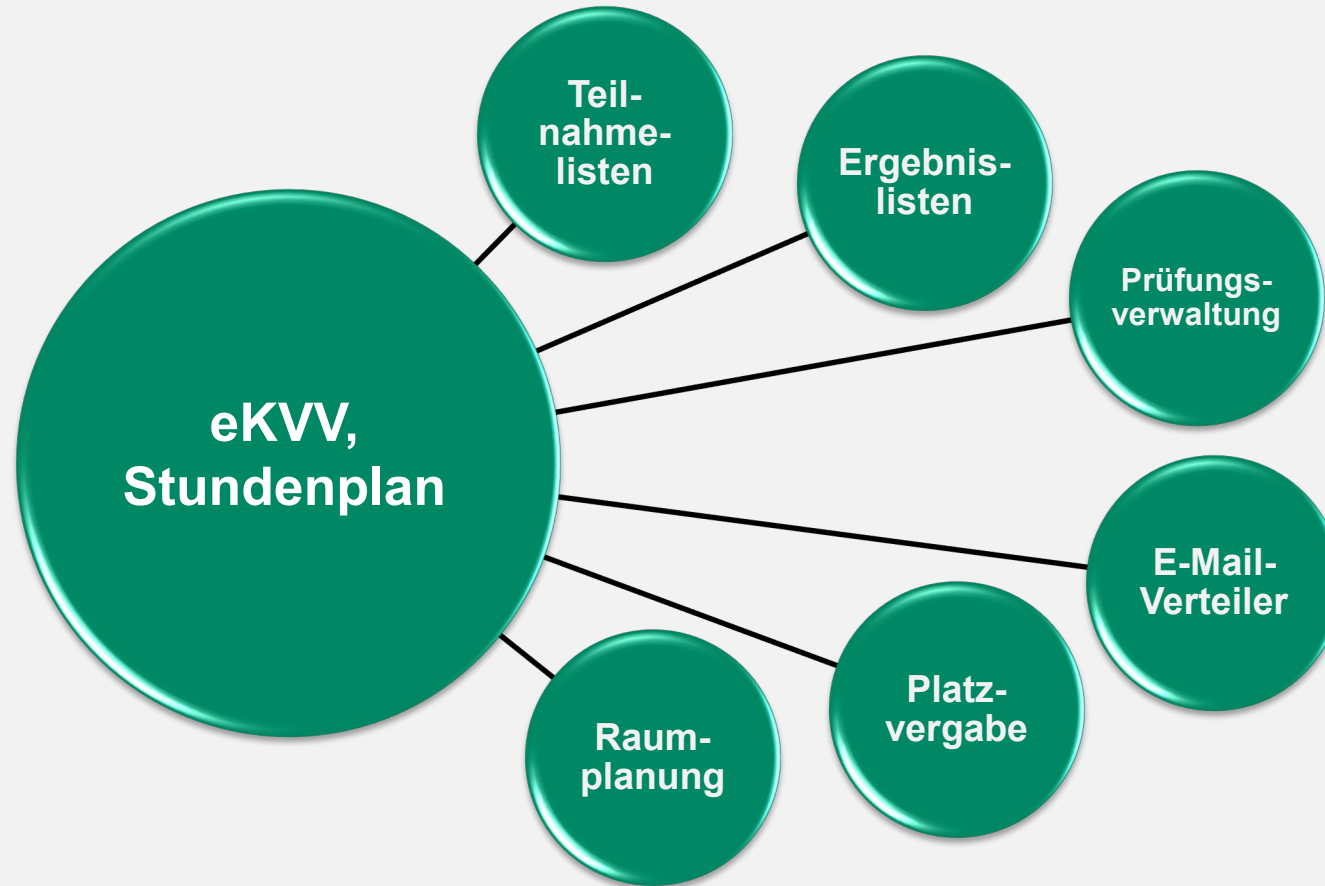 Teil-
nahme-
listen
Ergebnis-
listen
Prüfungs-
verwaltung
eKVV,
Stundenplan
E-Mail-
Verteiler
Platz-
vergabe
Raum-
planung